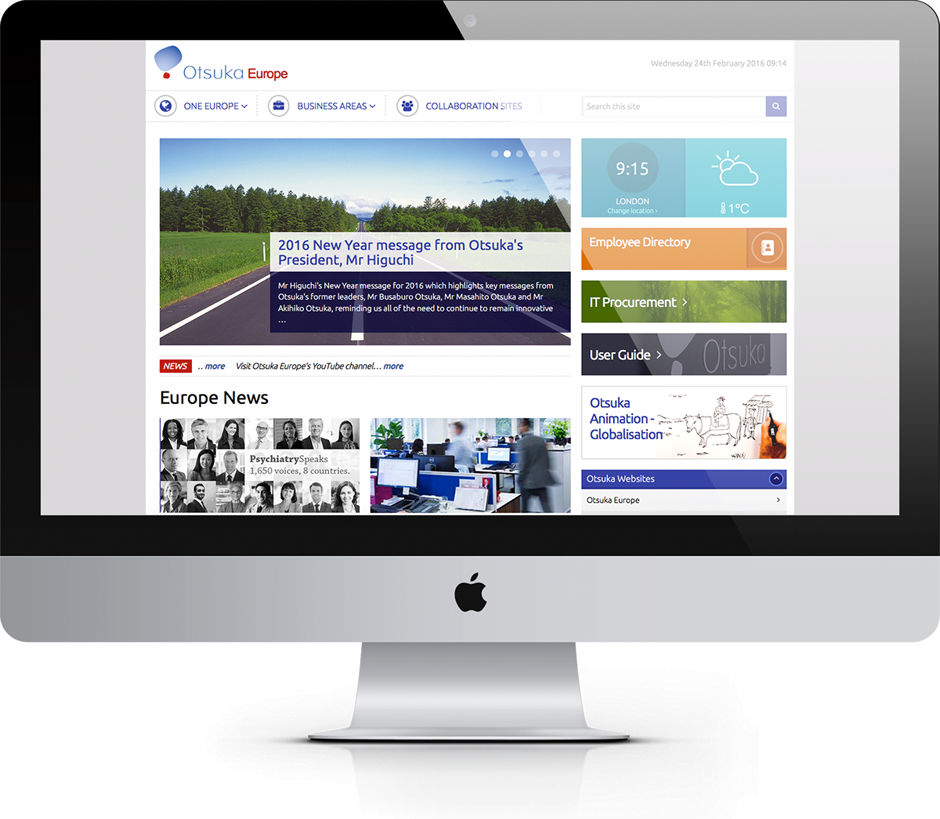 Otsuka Europe
Wednesday 24th February 2016 09:14
ONE EUROPE
BUSINESS AREAS
COLLABORATION SITES
Search this site
2016 New Year message from Otsuka's
President, Mr Higuchi
Mr Higuchi's New Year message for 2016 which highlights key messages from
Otsuka's former leaders, Mr Busaburo Otsuka, Mr Masahito Otsuka and Mr
Akihiko Otsuka, reminding us all of the need to continue to remain innovative
...
9:15
LONDON
Change location >
1°C
Employee Directory
IT Procurement >
User Guide >
Otsuka
Otsuka
Animation -
Globalisation
Otsuka Websites
Otsuka Europe >
NEWS
.. more
Visit Otsuka Europe's YouTube channel... more
Europe News
PsychiatrySpeaks
1,650 voices, 8 countries.